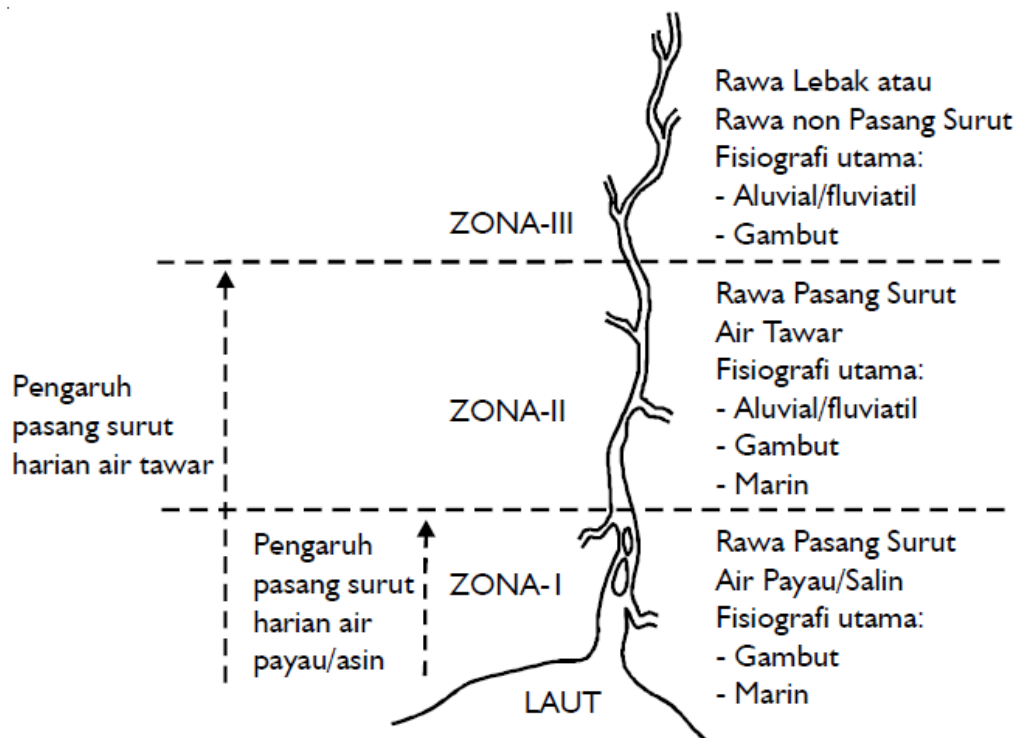 Rawa Lebak atau
Rawa non Pasang Surut
Fisiografi utama:
- Aluvial/fluviatil
- Gambut
ZONA-III
Rawa Pasang Surut
Air Tawar
Fisiografi utama:
- Aluvial/fluviatil
- Gambut
- Marin
ZONA-II
Pengaruh
pasang surut
harian air tawar
Rawa Pasang Surut
Air Payau/Salin
Fisiografi utama:
- Gambut
- Marin
ZONA-I
Pengaruh
pasang surut
harian air
payau/asin
LAUT